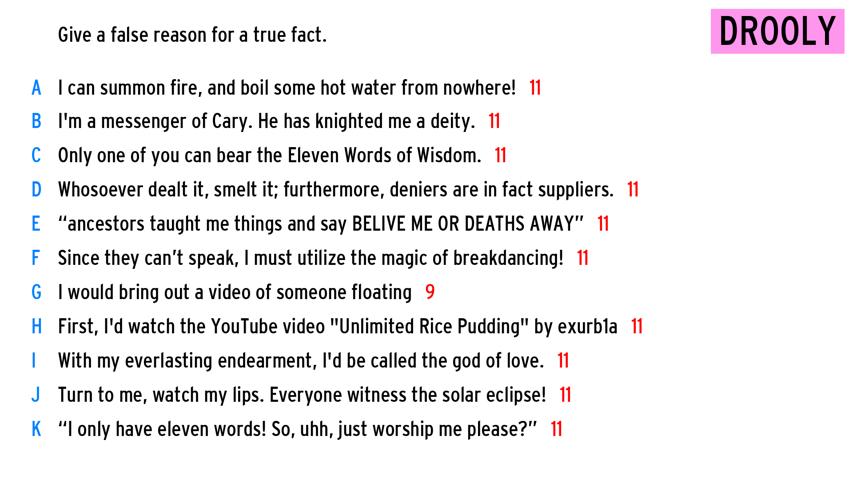 Give a false reason for a true fact.
DROOLY
A I can summon fire, and boil some hot water from nowhere! 11
B I'm a messenger of Cary. He has knighted me a deity. 11
C Only one of you can bear the Eleven Words of Wisdom. 11
D Whosoever dealt it, smelt it; furthermore, deniers are in fact suppliers. 11
E “ancestors taught me things and say BELIVE ME OR DEATHS AWAY” 11
F Since they can’t speak, I must utilize the magic of breakdancing! 11
G I would bring out a video of someone floating 9
H First, I'd watch the YouTube video "Unlimited Rice Pudding" by exurb1a 11
I With my everlasting endearment, I'd be called the god of love. 11
J Turn to me, watch my lips. Everyone witness the solar eclipse! 11
K “I only have eleven words! So, uhh, just worship me please?” 11